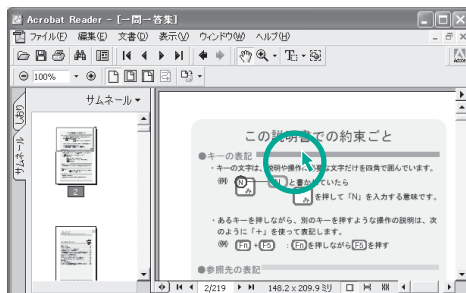 Acrobat Reader - [一問一答集]
ファイル(F) 編集(E) 文書(D) 表示(V) ウィンドウ(W) ヘルプ(H)
100%
サムネール
しおり
サムネール
2
この説明書での約束ごと
●キーの表記
・キーの文字は、説明や操作に必要な文字だけを四角で囲んでいます。
例 N み N と書かれていたら
み を押して「N」を入力する意味です。
・あるキーを押しながら、別のキーを押すような操作の説明は、次
のように「+」を使って表記します。
例 Fn + F5 : Fn を押しながら F5 を押す
●参照先の表記
2/219 148.2 x 209.9 ミリ